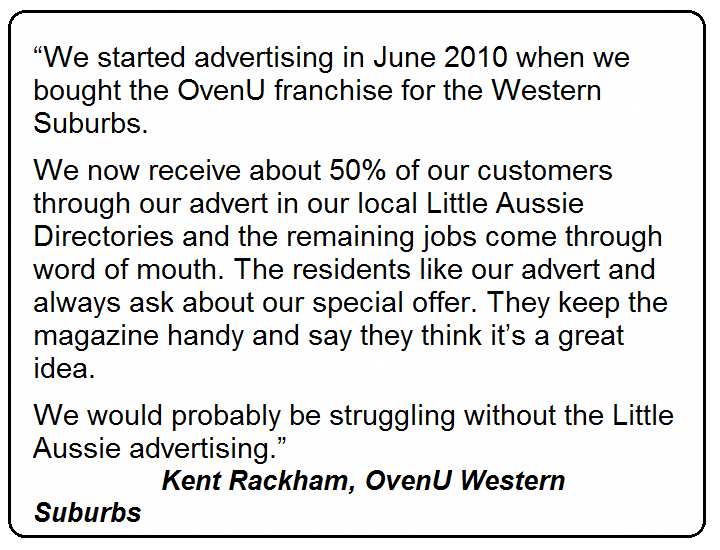 “We started advertising in June 2010 when we
bought the OvenU franchise for the Western
Suburbs.
We now receive about 50% of our customers
through our advert in our local Little Aussie
Directories and the remaining jobs come through
word of mouth. The residents like our advert and
always ask about our special offer. They keep the
magazine handy and say they think it’s a great
idea.
We would probably be struggling without the Little
Aussie advertising.”
Kent Rackham, OvenU Western
Suburbs